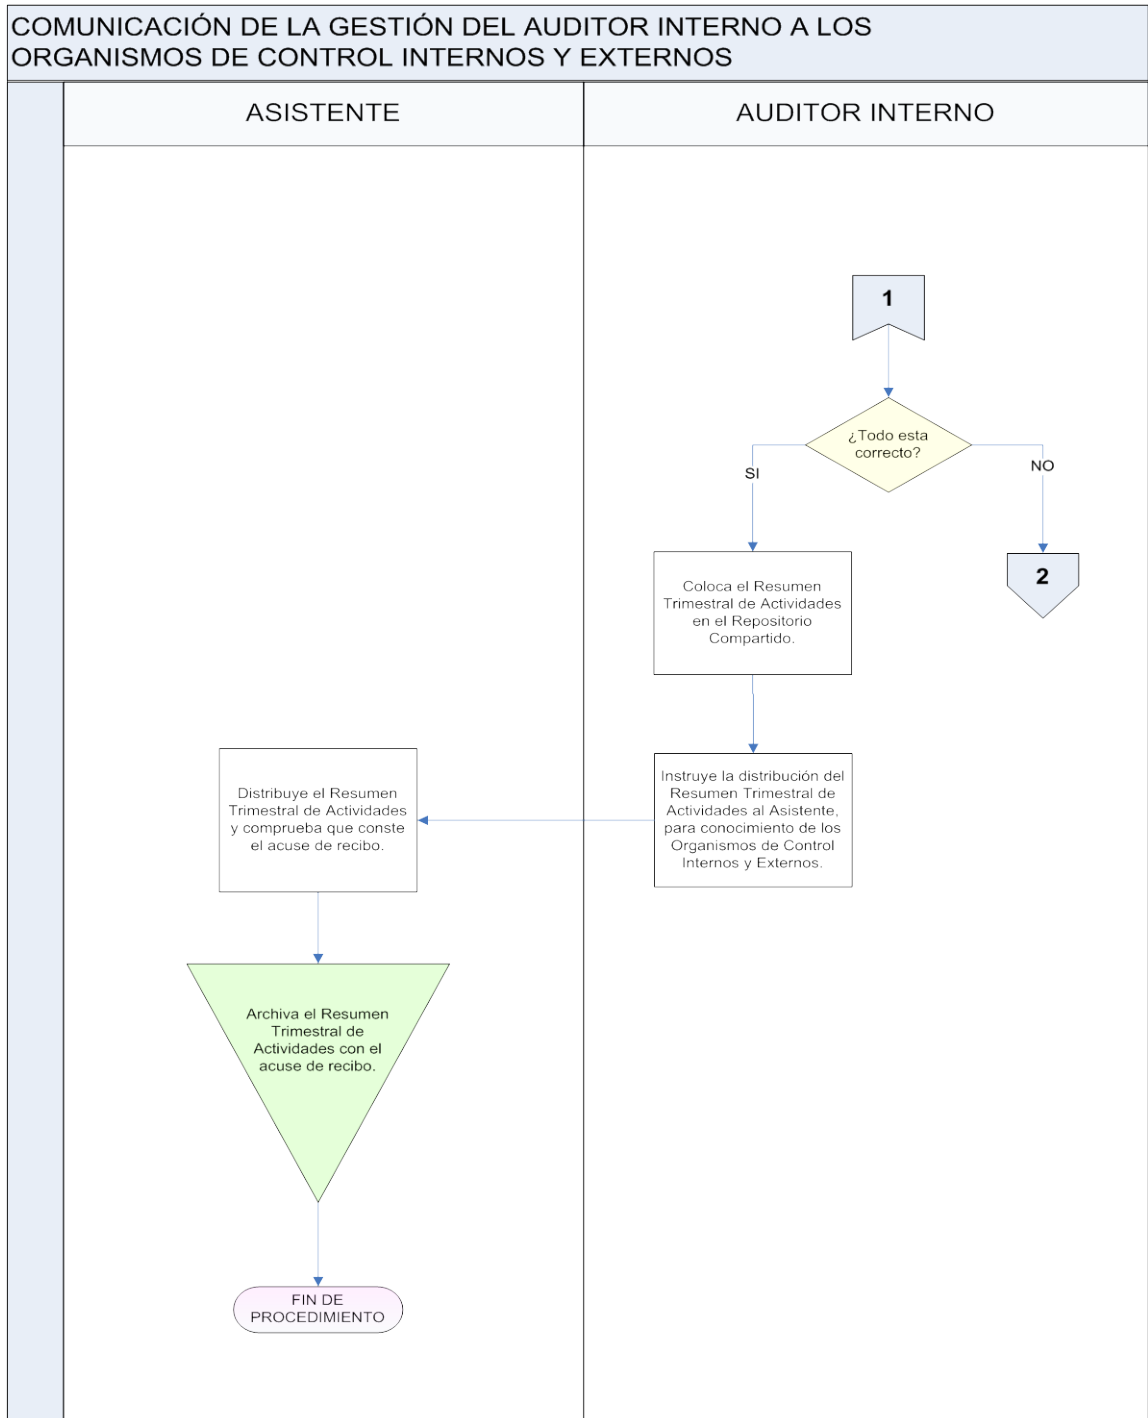 COMUNICACIÓN DE LA GESTIÓN DEL AUDITOR INTERNO A LOS
ORGANISMOS DE CONTROL INTERNOS Y EXTERNOS
ASISTENTE
AUDITOR INTERNO
1
¿Todo esta
correcto?
SI
NO
Coloca el Resumen
Trimestral de Actividades
en el Repositorio
Compartido.
2
Instruye la distribución del
Resumen Trimestral de
Actividades al Asistente,
para conocimiento de los
Organismos de Control
Internos y Externos.
Distribuye el Resumen
Trimestral de Actividades
y comprueba que conste
el acuse de recibo.
Archiva el Resumen
Trimestral de
Actividades con el
acuse de recibo.
FIN DE
PROCEDIMIENTO